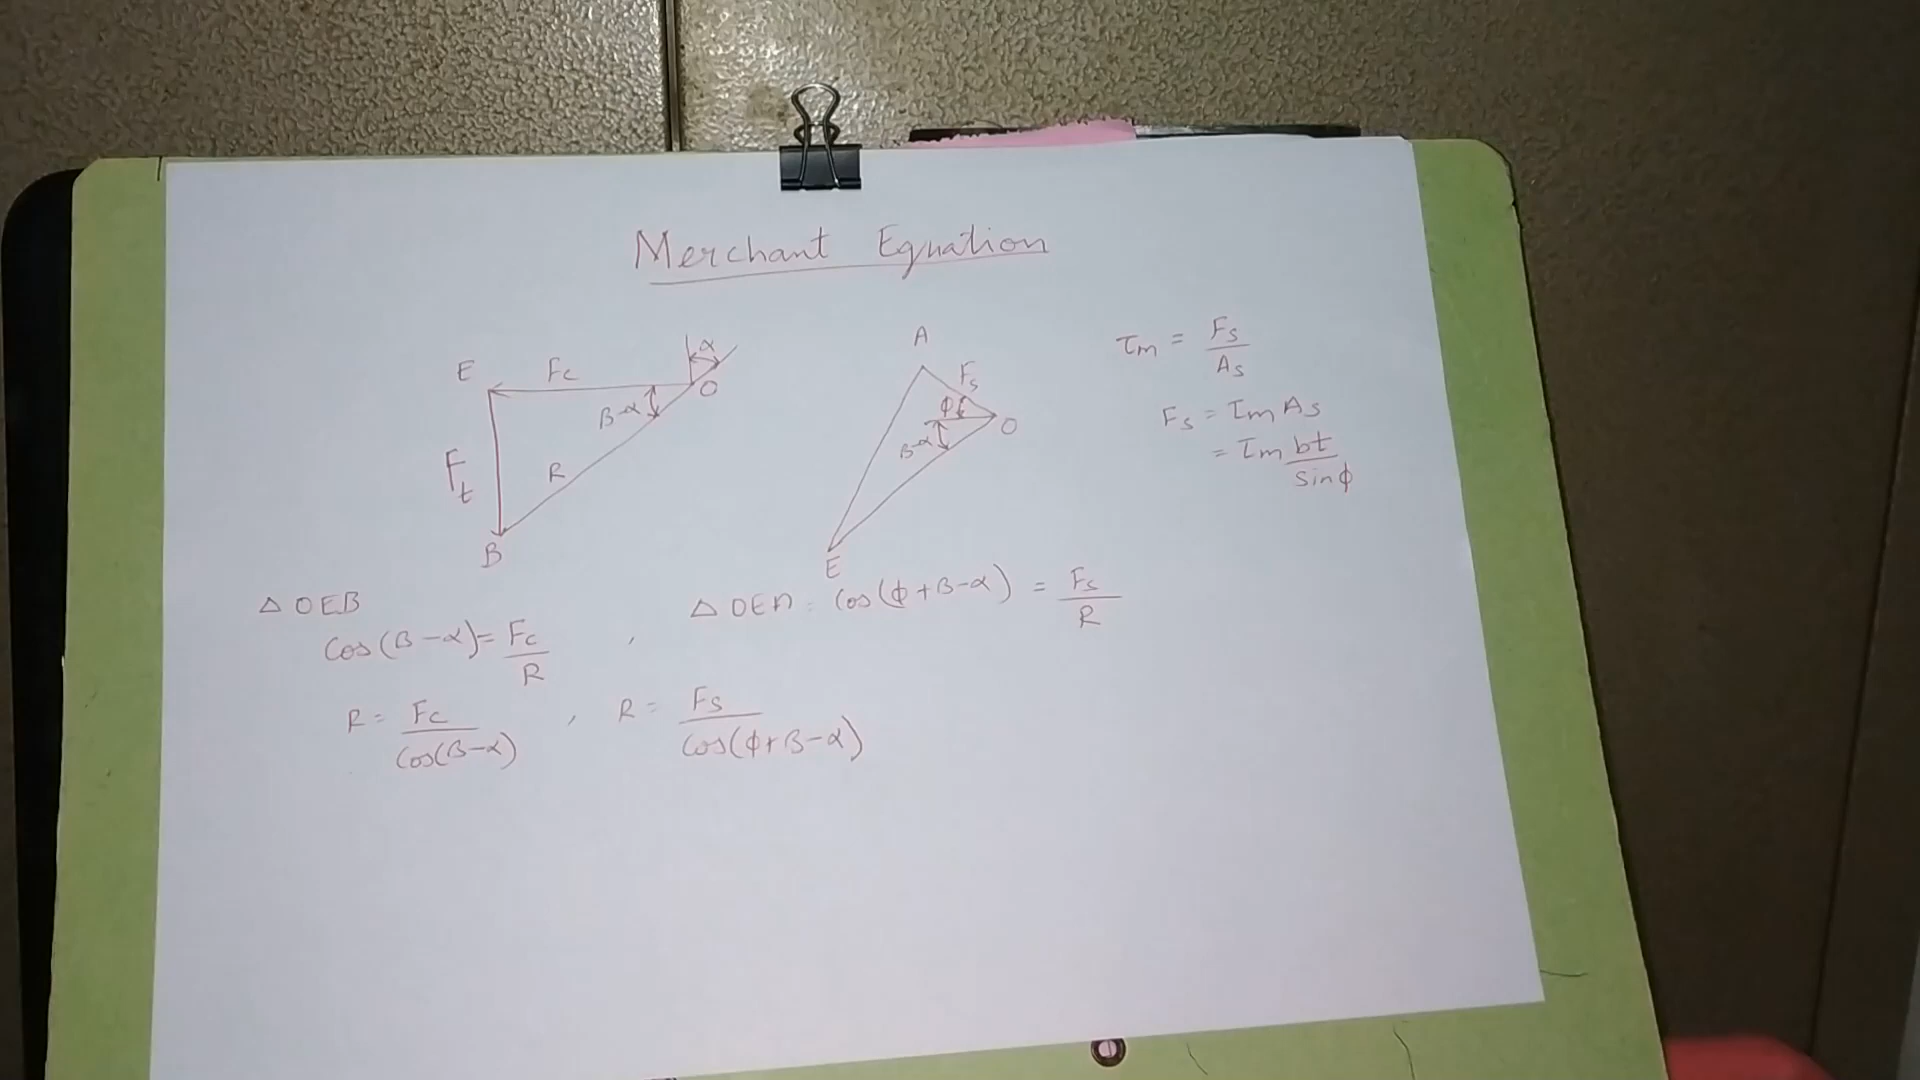 Merchant Equation
E Fc α O
β-α
Ft R
B
A
Fs
φ
O
β-α
E
τm = Fs/As
Fs = τm As
= τm bt/sinφ
△ OEB
cos(β-α) = Fc/R ,
△ OEA : cos(φ+β-α) = Fs/R
R = Fc/cos(β-α) , R = Fs/cos(φ+β-α)